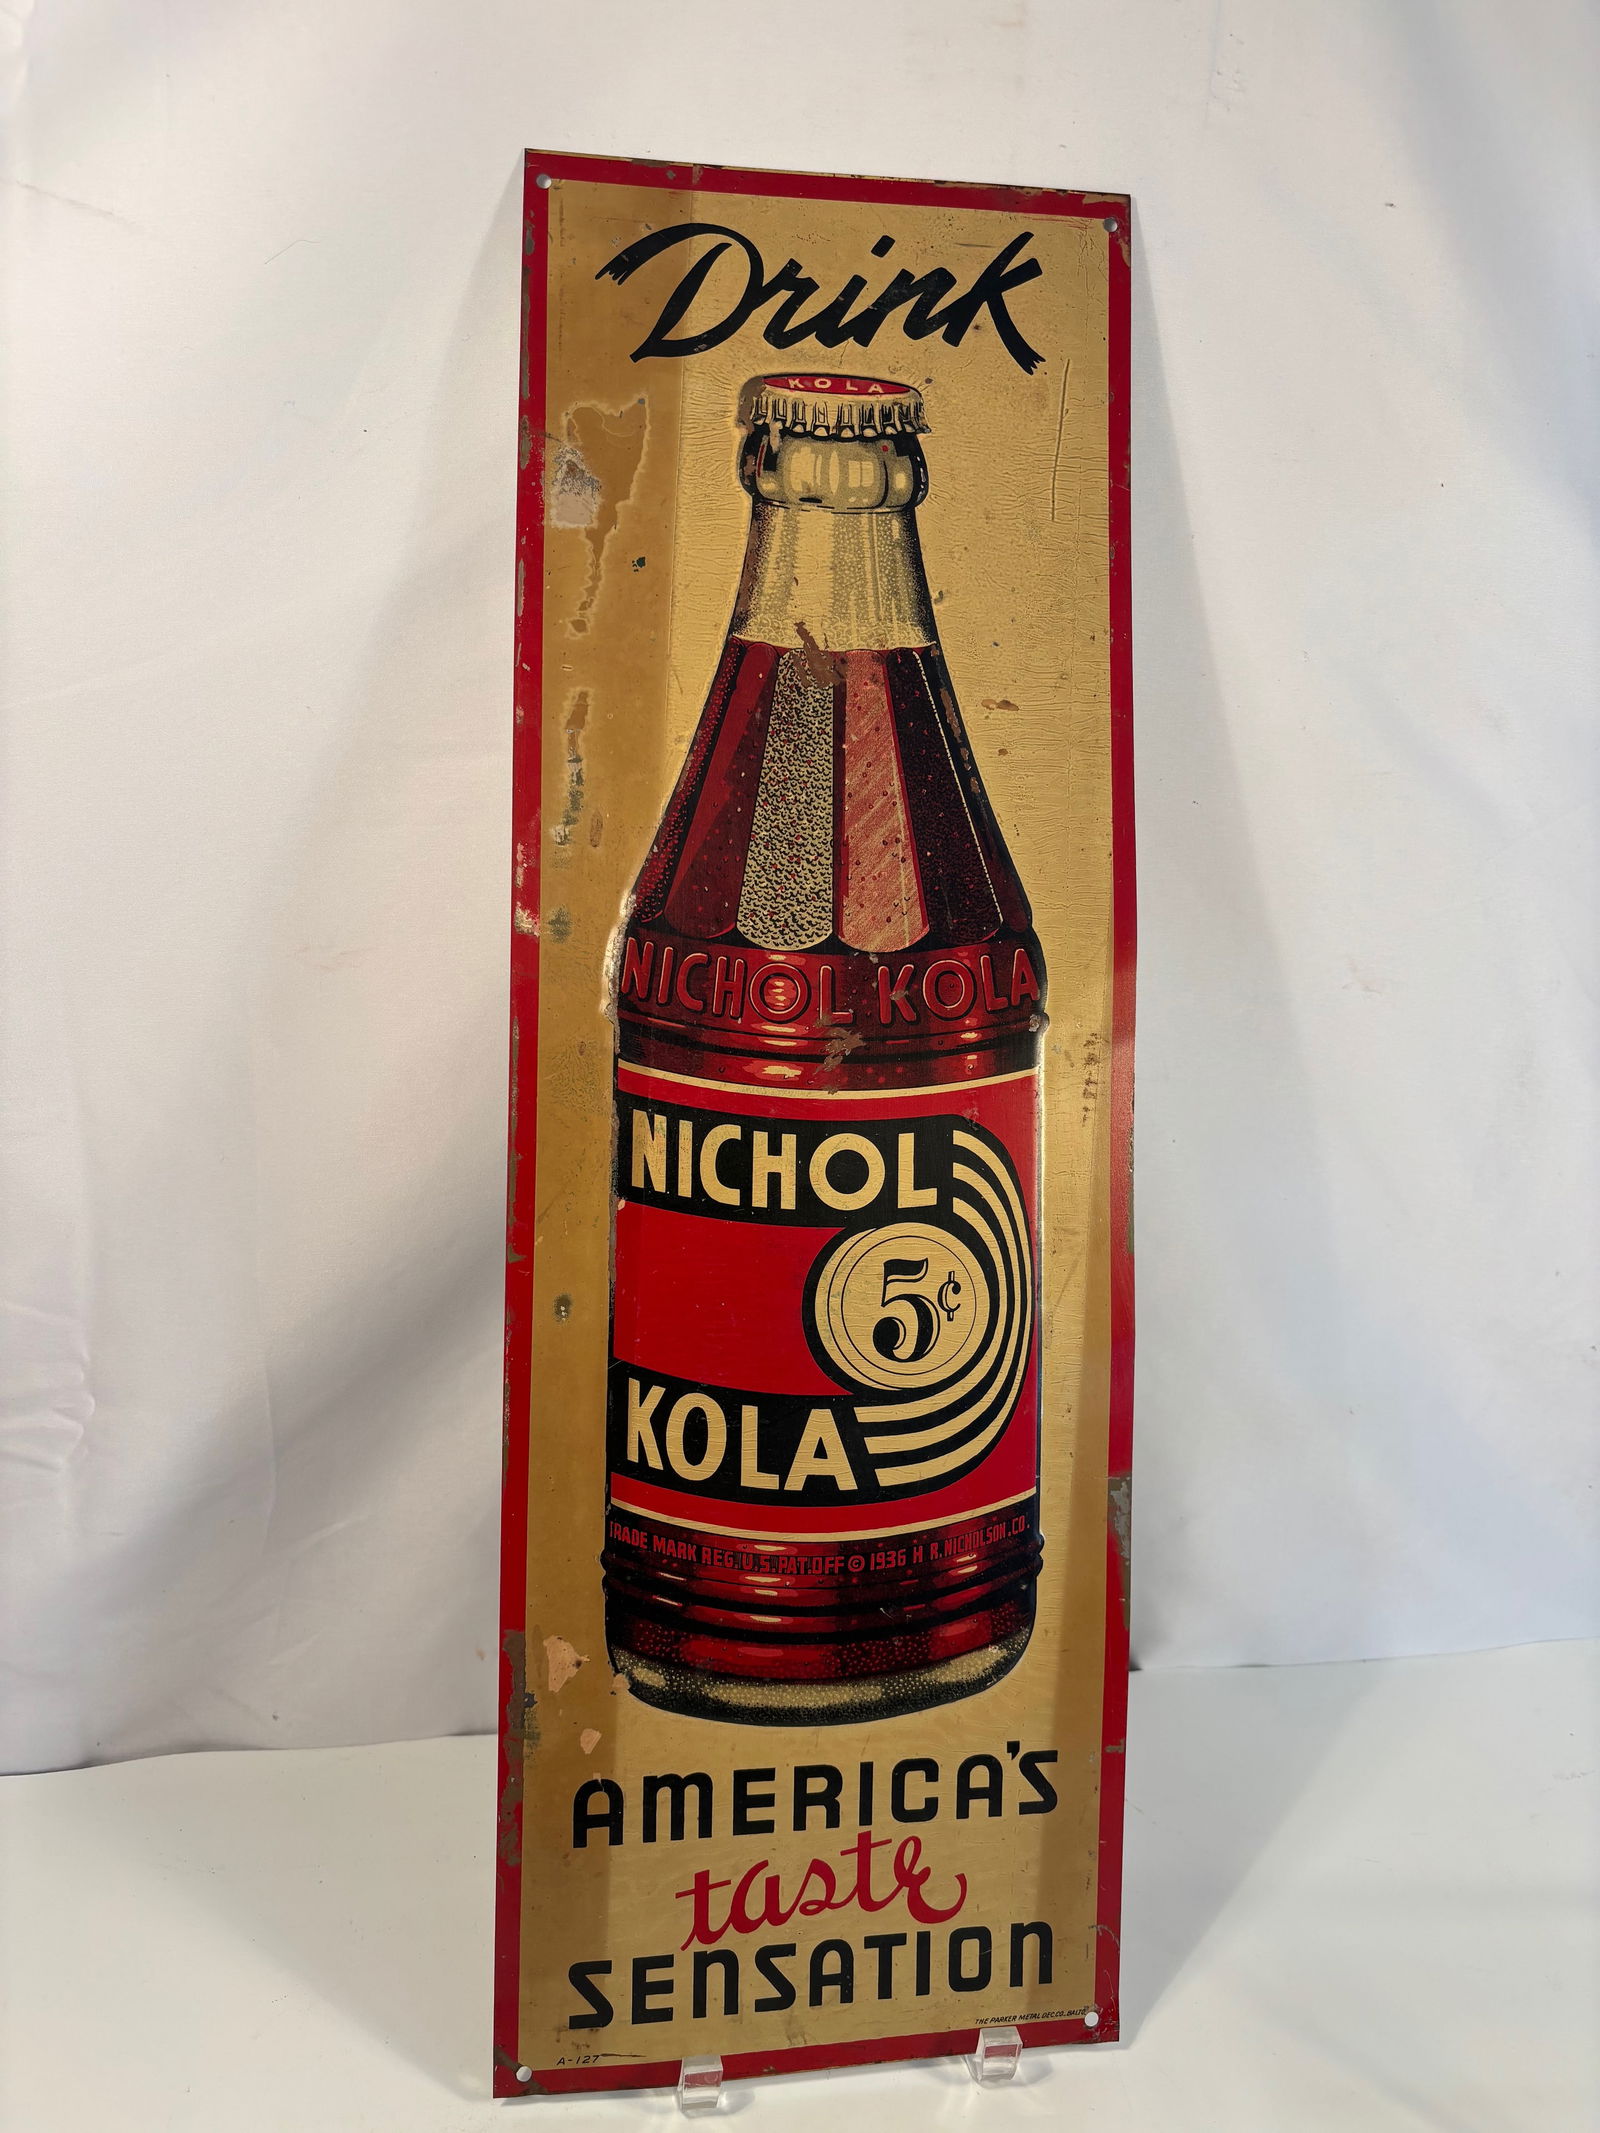 Drink
KOLA
NICHOL KOLA
NICHOL
5¢
KOLA
TRADE MARK REG. U.S. PAT. OFF © 1936 H R. NICHOLSON. CO.
AMERICA'S
taste
SENSATION
THE PARKER METAL DEC. CO. BALTO.
A-127